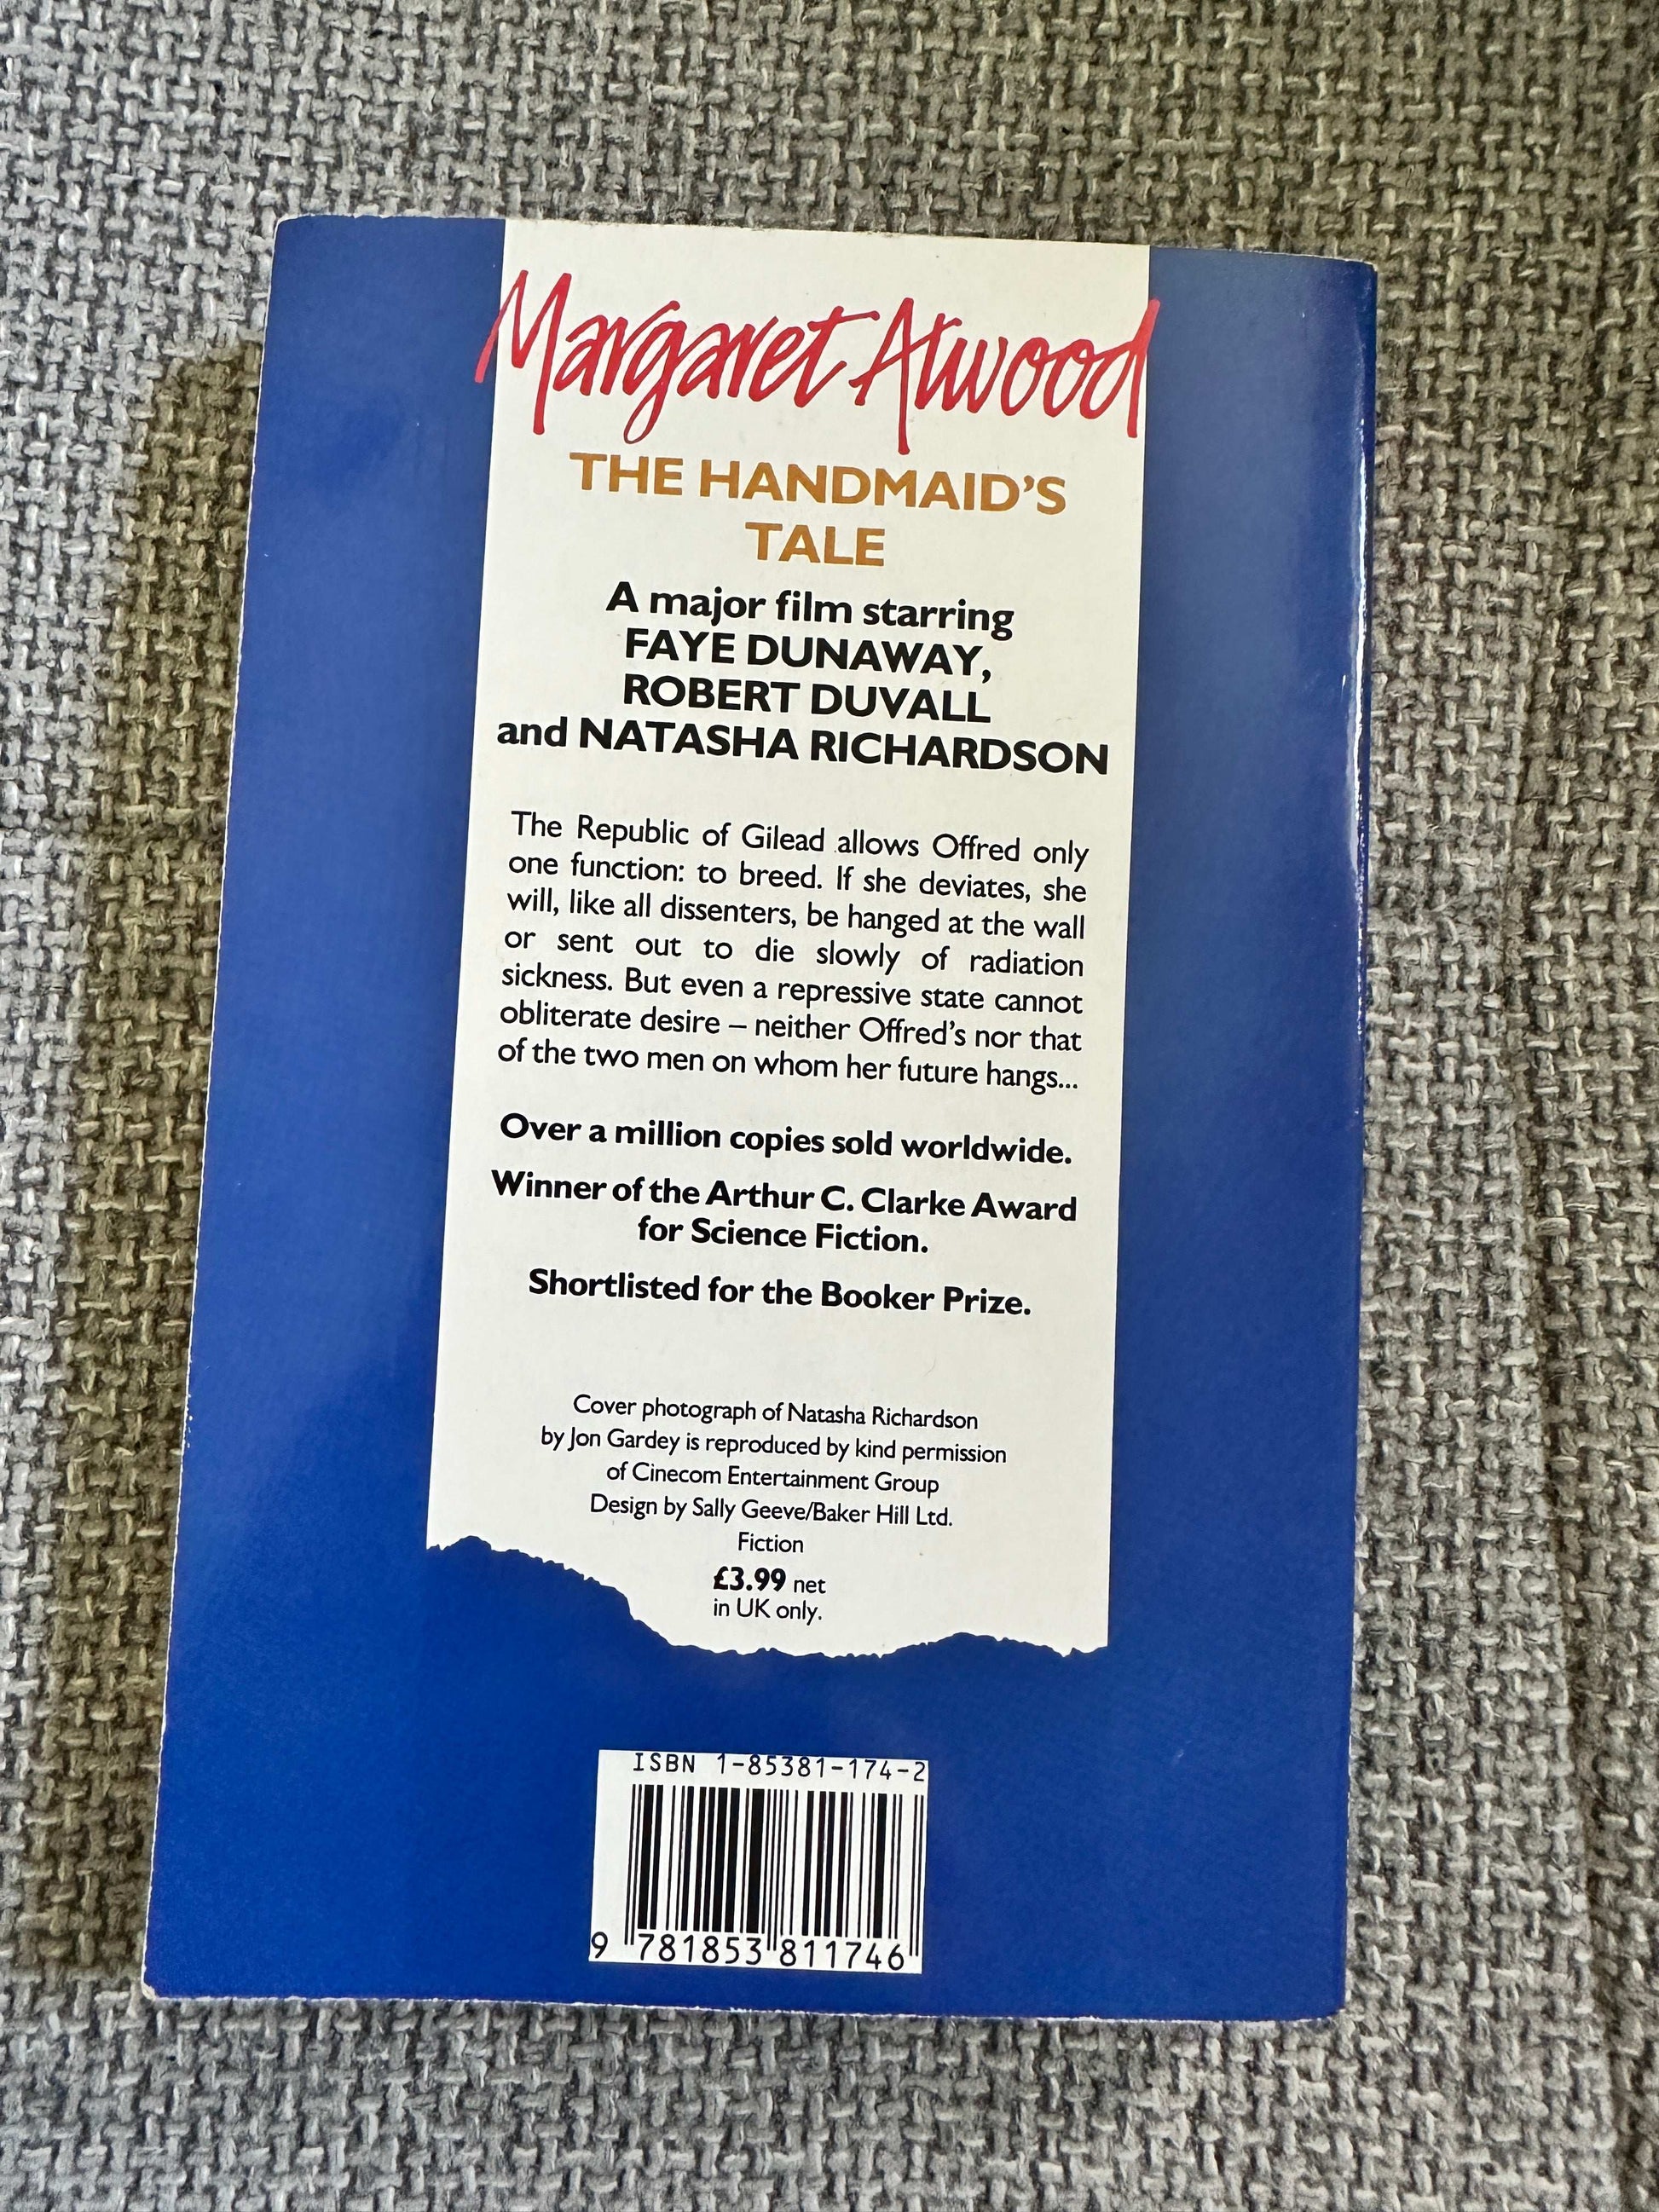 Margaret Atwood
THE HANDMAID'S
TALE
A major film starring
FAYE DUNAWAY,
ROBERT DUVALL
and NATASHA RICHARDSON
The Republic of Gilead allows Offred only
one function: to breed. If she deviates, she
will, like all dissenters, be hanged at the wall
or sent out to die slowly of radiation
sickness. But even a repressive state cannot
obliterate desire – neither Offred's nor that
of the two men on whom her future hangs...
Over a million copies sold worldwide.
Winner of the Arthur C. Clarke Award
for Science Fiction.
Shortlisted for the Booker Prize.
Cover photograph of Natasha Richardson
by Jon Gardey is reproduced by kind permission
of Cinecom Entertainment Group
Design by Sally Geeve/Baker Hill Ltd.
Fiction
£3.99 net
in UK only.
ISBN 1-85381-174-2
9 781853 811746